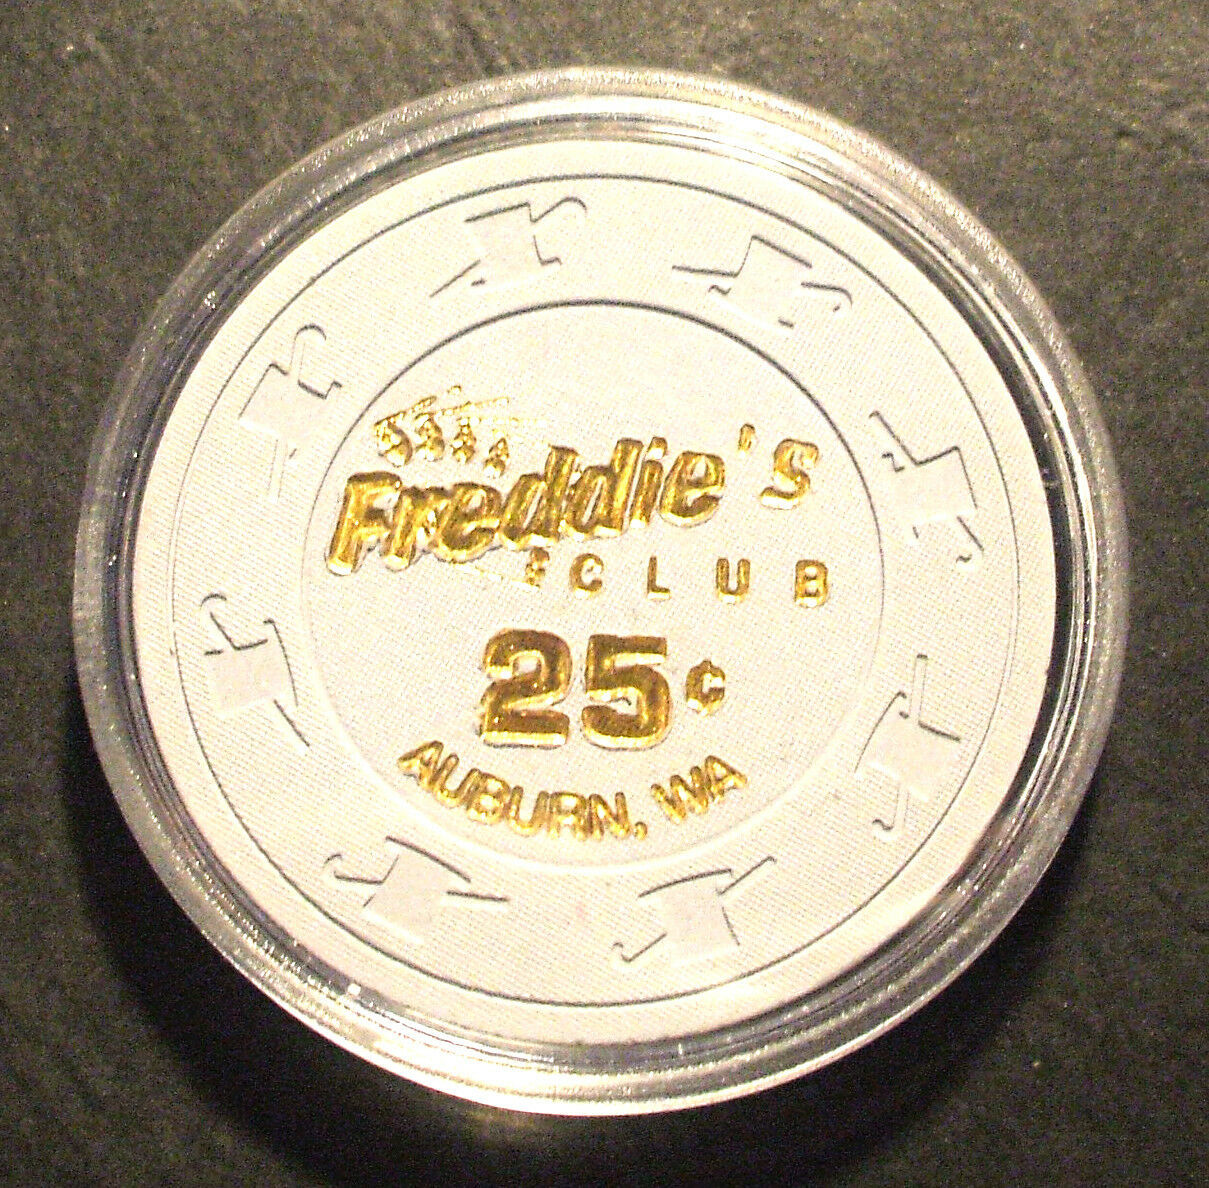 Freddie's
CLUB
25¢
AUBURN, WA